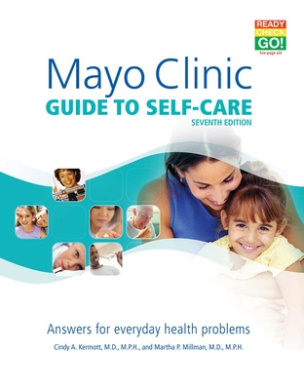 READY
CHECK
GO!
See page xiii
Mayo Clinic
GUIDE TO SELF-CARE
SEVENTH EDITION
Answers for everyday health problems
Cindy A. Kermott, M.D., M.P.H., and Martha P. Millman, M.D., M.P.H.